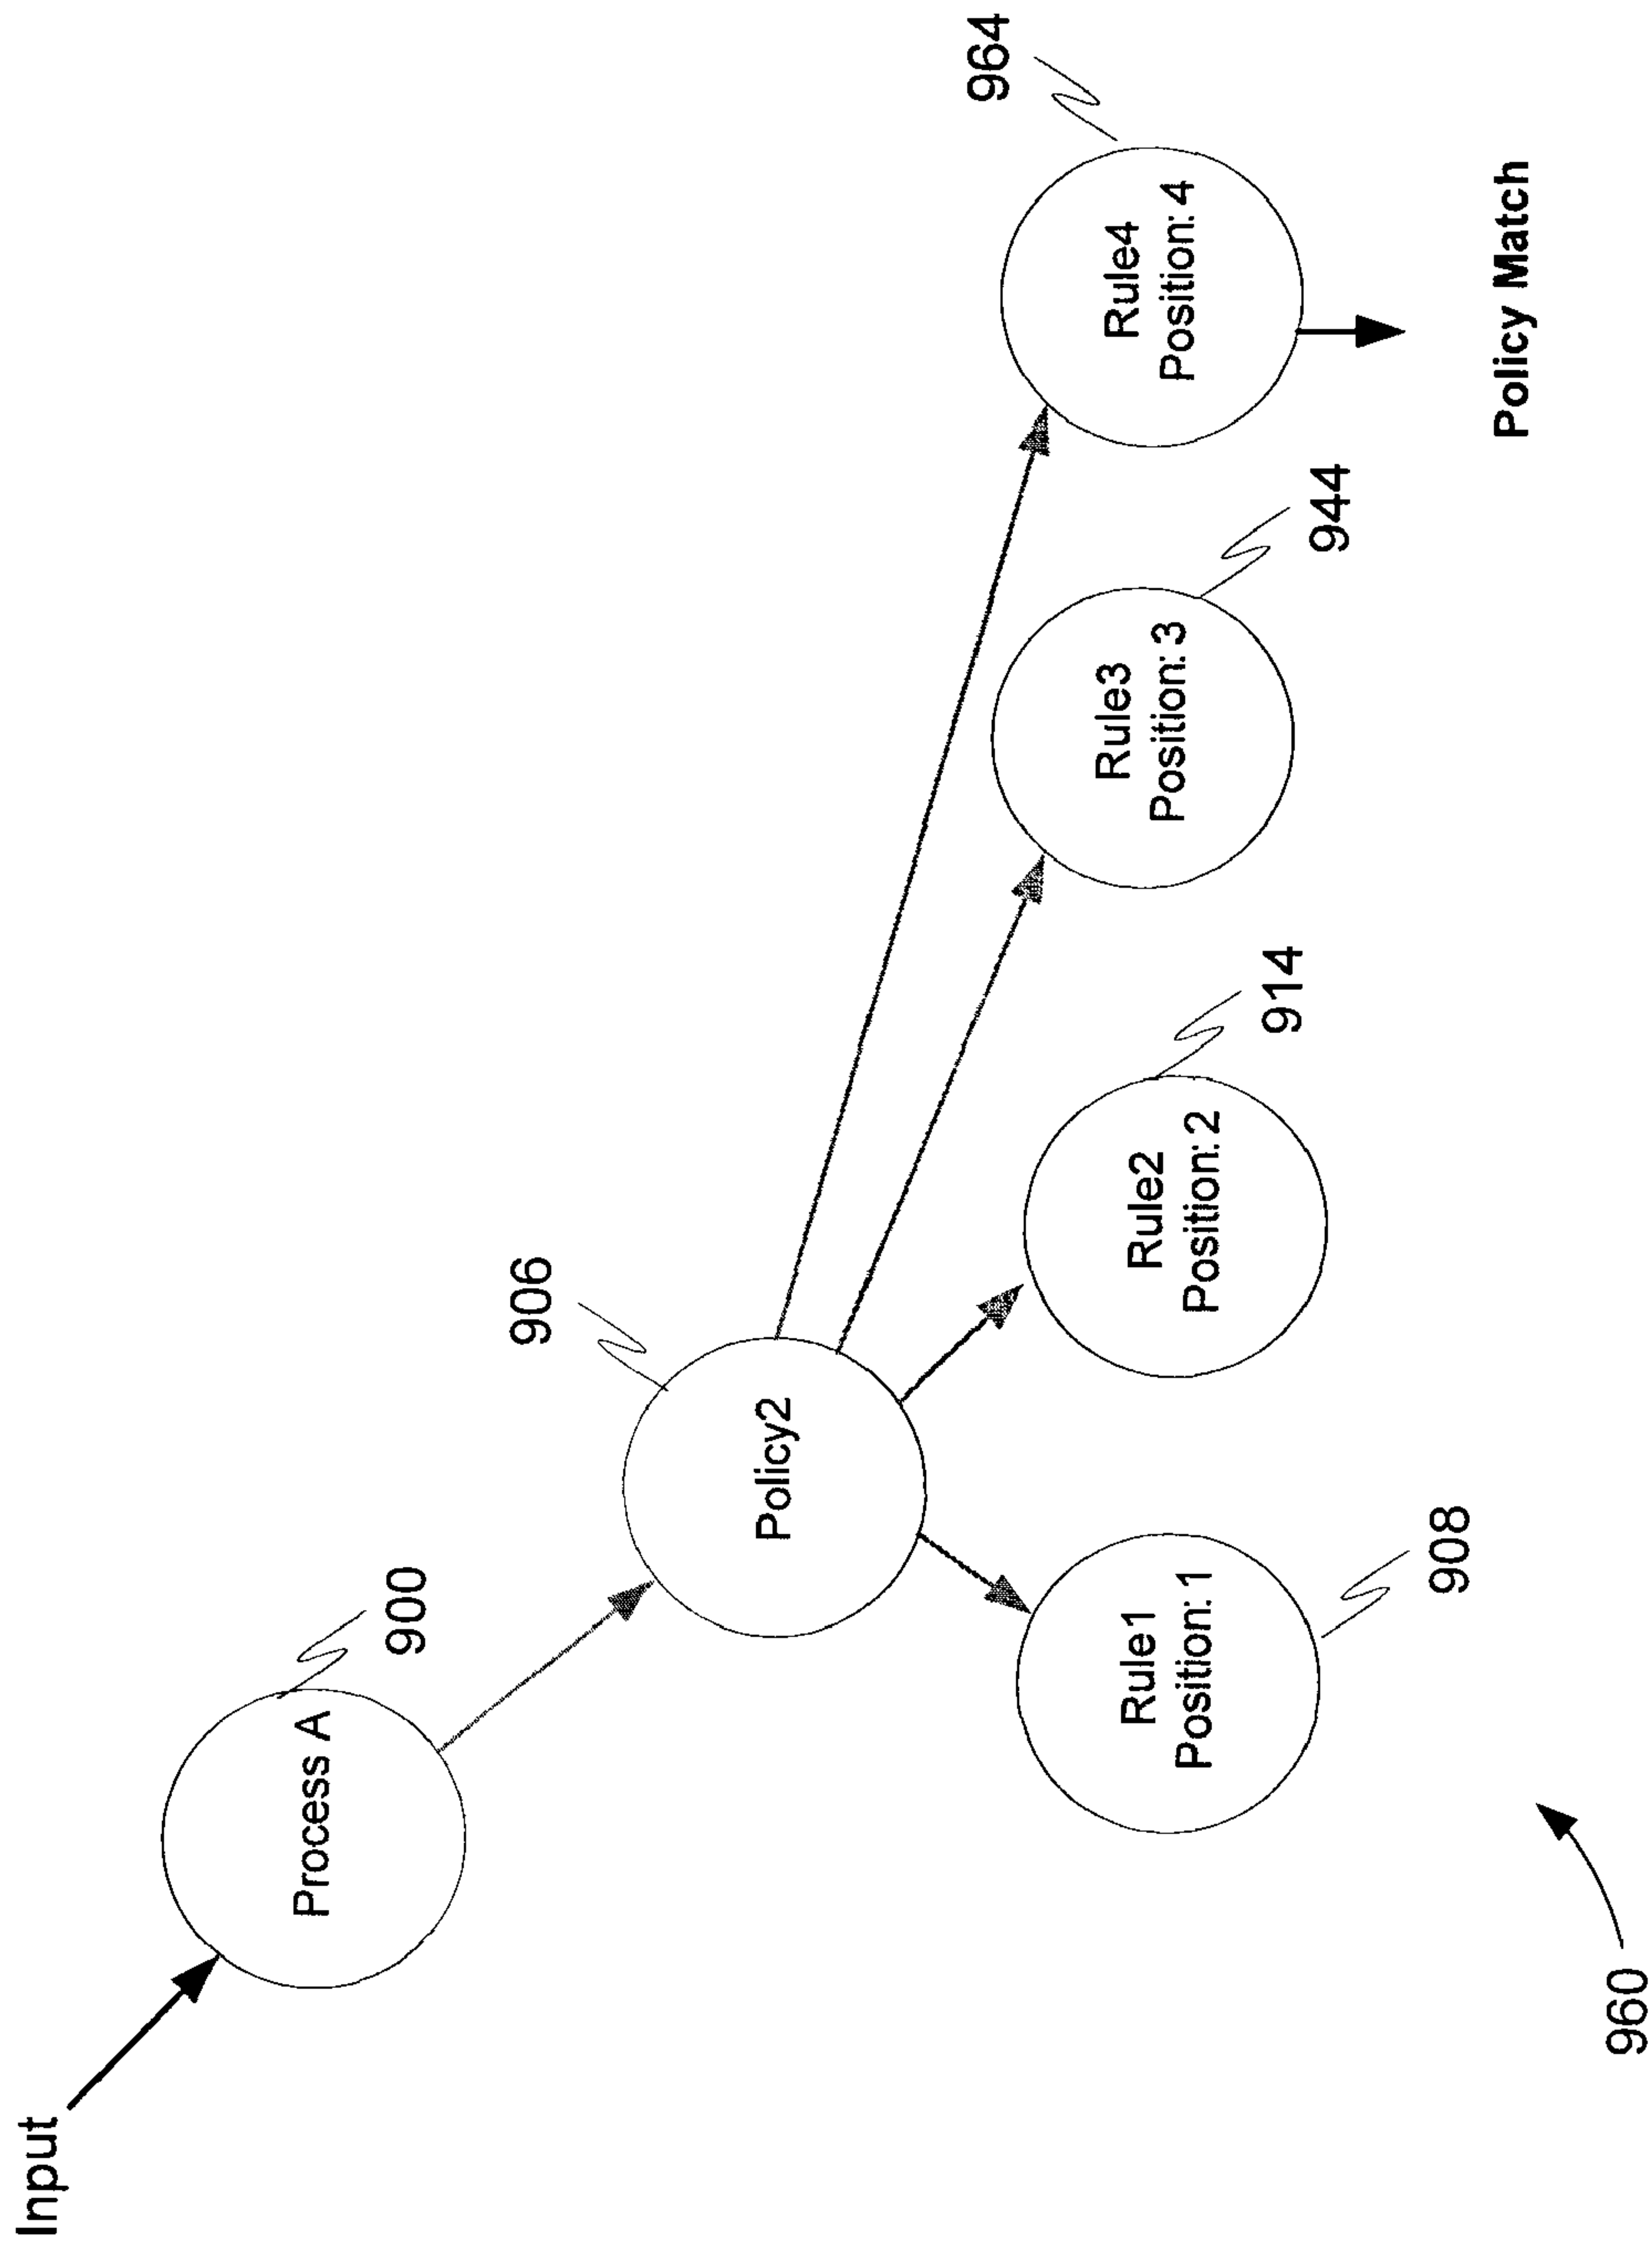 Input
Process A
900
Policy2
906
Rule1
Position: 1
908
Rule2
Position: 2
914
Rule3
Position: 3
944
Rule4
Position: 4
964
Policy Match
960